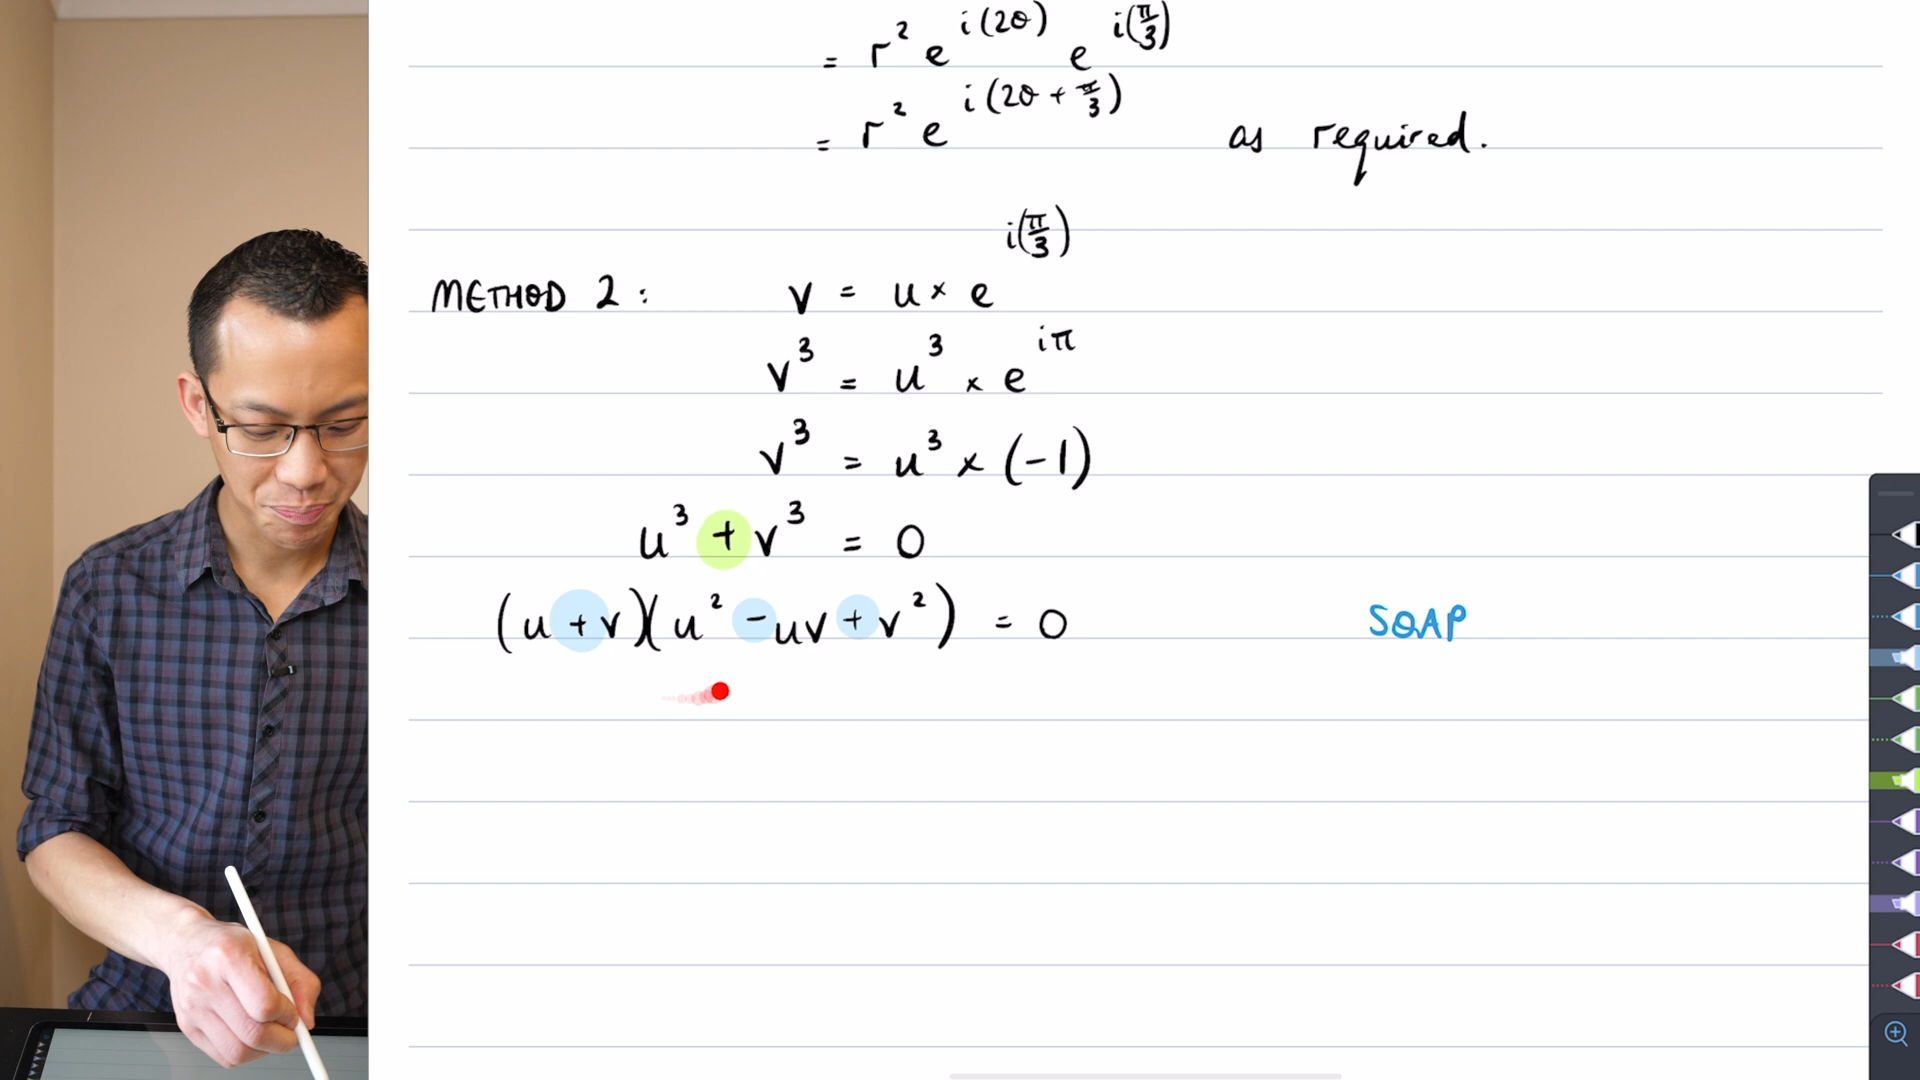 = r² e^{i(2θ)} e^{i(π/3)}
= r² e^{i(2θ + π/3)} as required.
METHOD 2 : v = u × e^{i(π/3)}
v³ = u³ × e^{iπ}
v³ = u³ × (-1)
u³ + v³ = 0
(u + v)(u² - uv + v²) = 0 SOAP